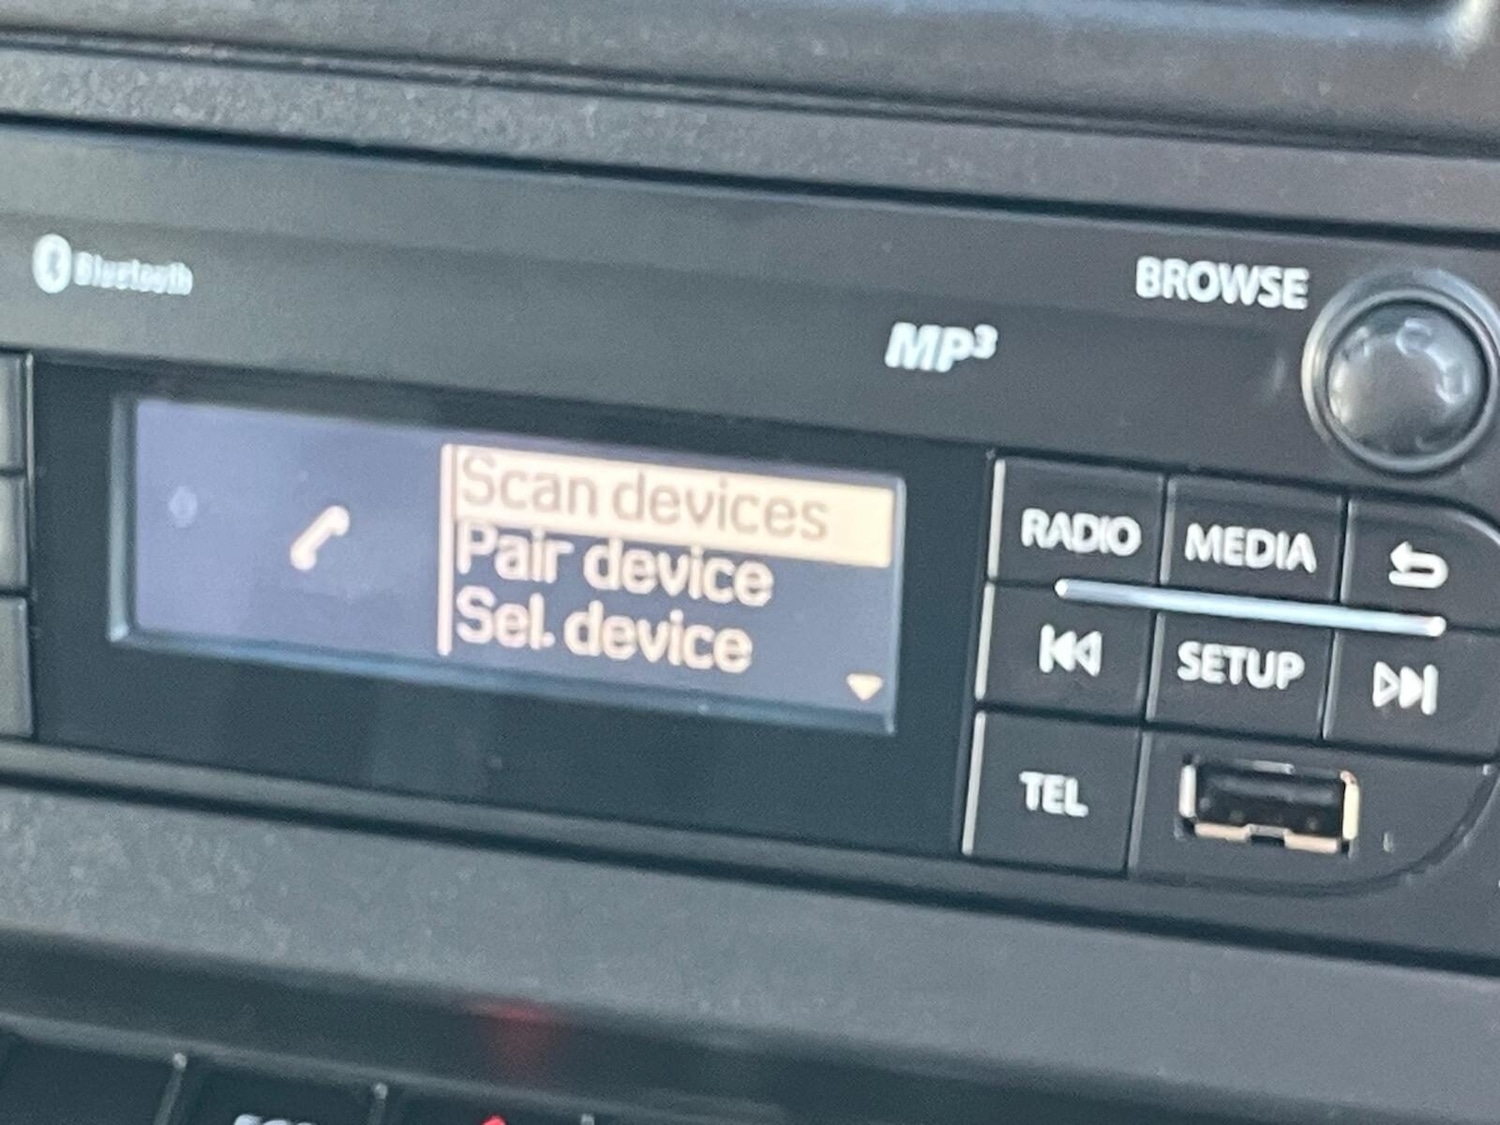 Bluetooth
BROWSE
MP3
Scan devices
Pair device
Sel. device
RADIO
MEDIA
SETUP
TEL